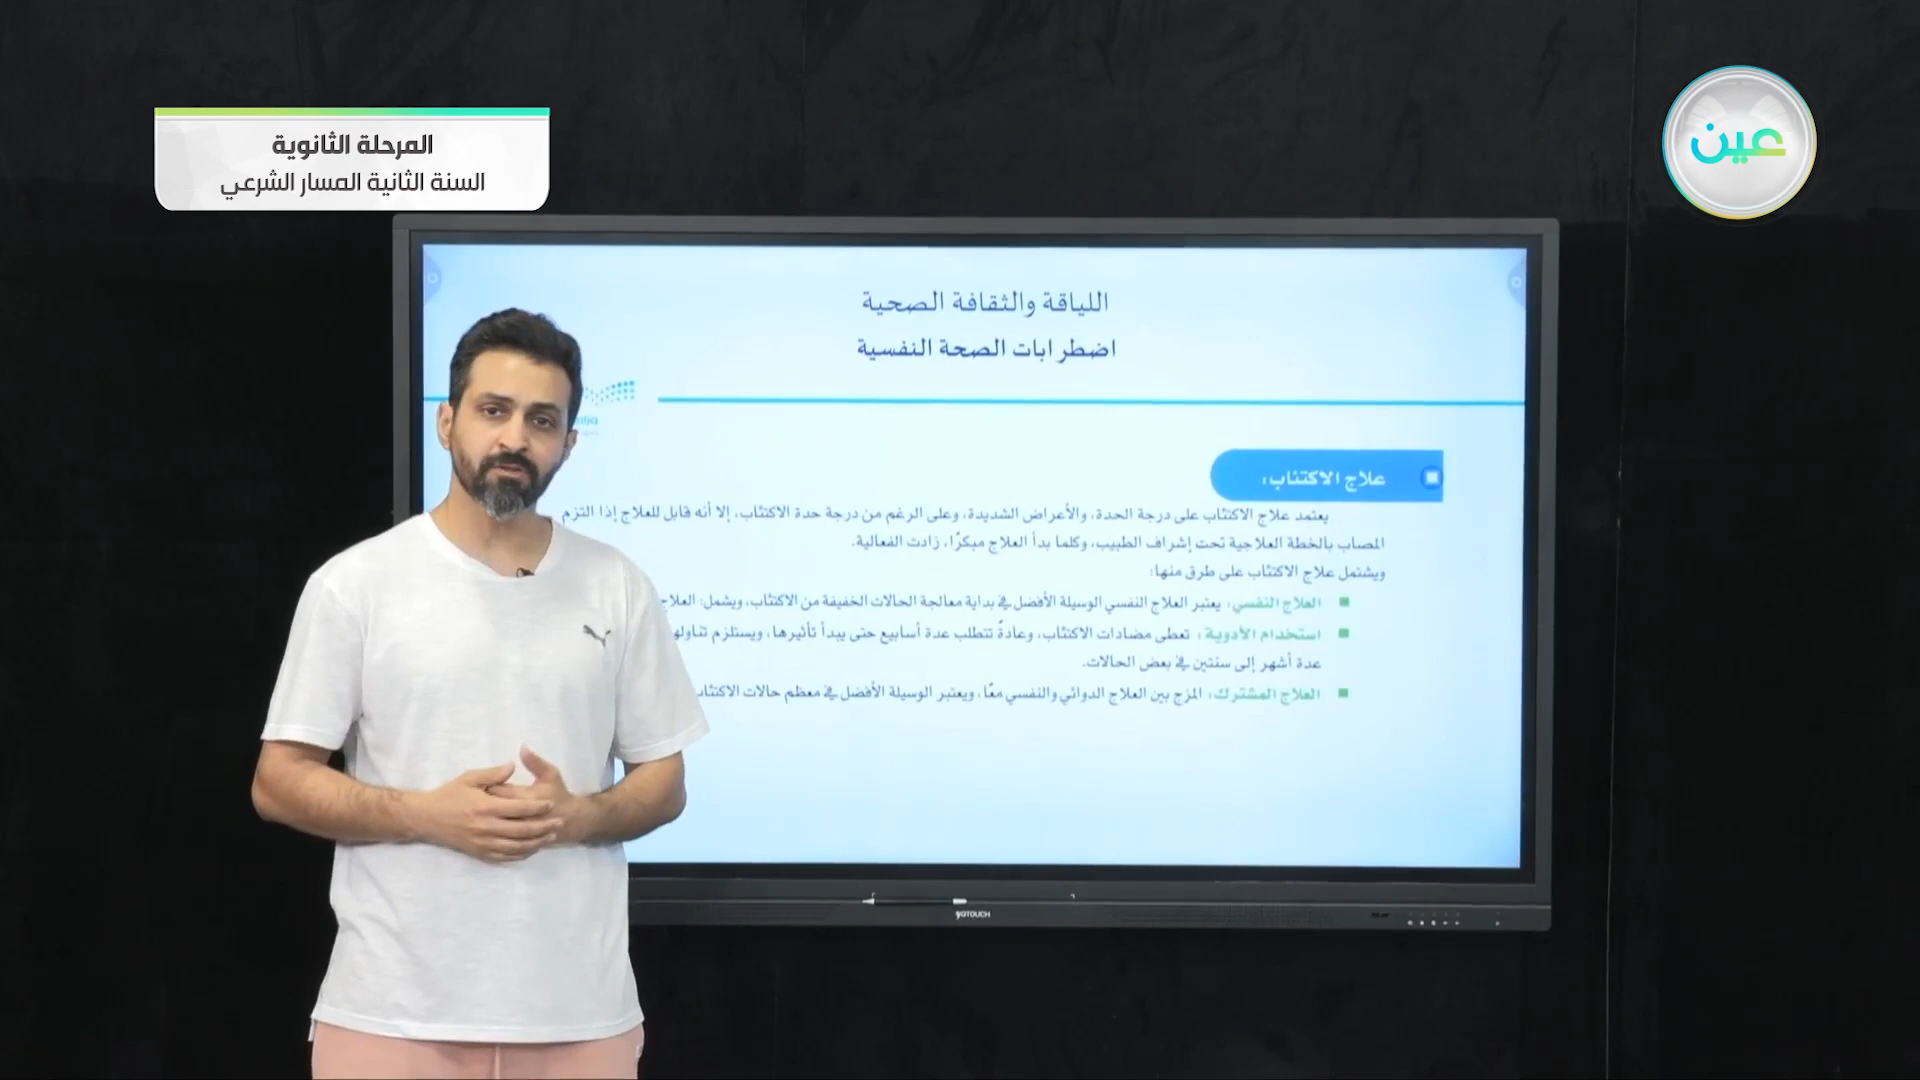 المرحلة الثانوية
السنة الثانية المسار الشرعي
عين
اللياقة والثقافة الصحية
اضطرابات الصحة النفسية
علاج الاكتئاب:
يعتمد علاج الاكتئاب على درجة الحدة، والأعراض الشديدة، وعلى الرغم من درجة حدة الاكتئاب، إلا أنه قابل للعلاج إذا التزم
المصاب بالخطة العلاجية تحت إشراف الطبيب، وكلما بدأ العلاج مبكرًا، زادت الفعالية.
ويشتمل علاج الاكتئاب على طرق منها:
العلاج النفسي: يعتبر العلاج النفسي الوسيلة الأفضل في بداية معالجة الحالات الخفيفة من الاكتئاب، ويشمل: العلاج
استخدام الأدوية: تعطى مضادات الاكتئاب، وعادةً تتطلب عدة أسابيع حتى يبدأ تأثيرها، ويستلزم تناولها
عدة أشهر إلى سنتين في بعض الحالات.
العلاج المشترك: المزج بين العلاج الدوائي والنفسي معًا، ويعتبر الوسيلة الأفضل في معظم حالات الاكتئاب